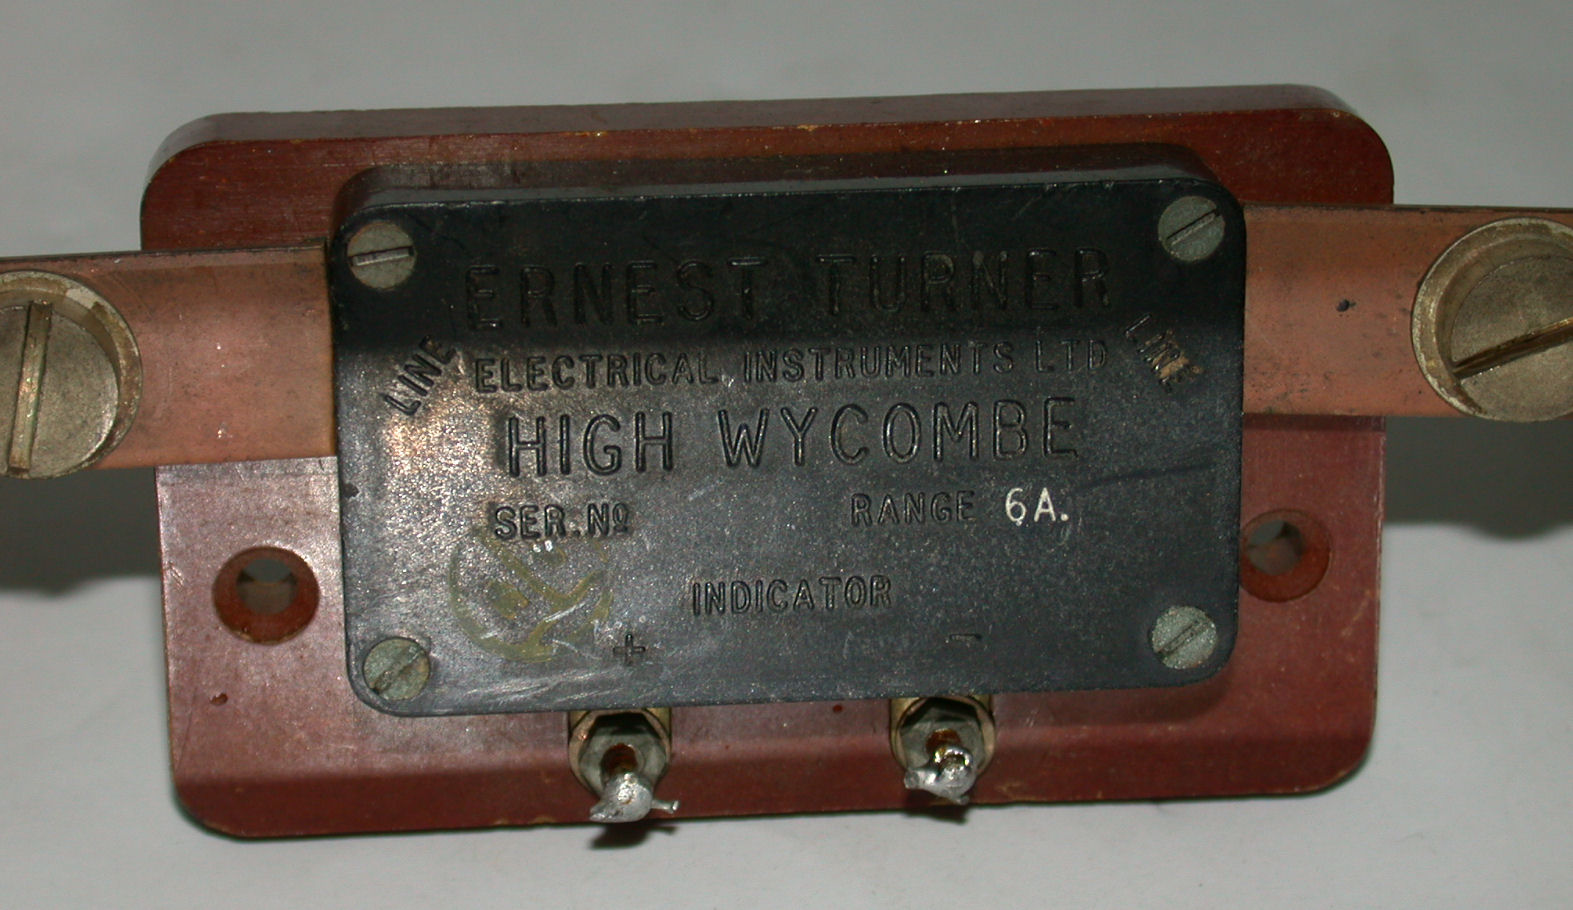 ERNEST TURNER
LINE
ELECTRICAL INSTRUMENTS LTD
LINE
HIGH WYCOMBE
SER. Nº
RANGE 6A.
INDICATOR
+ -